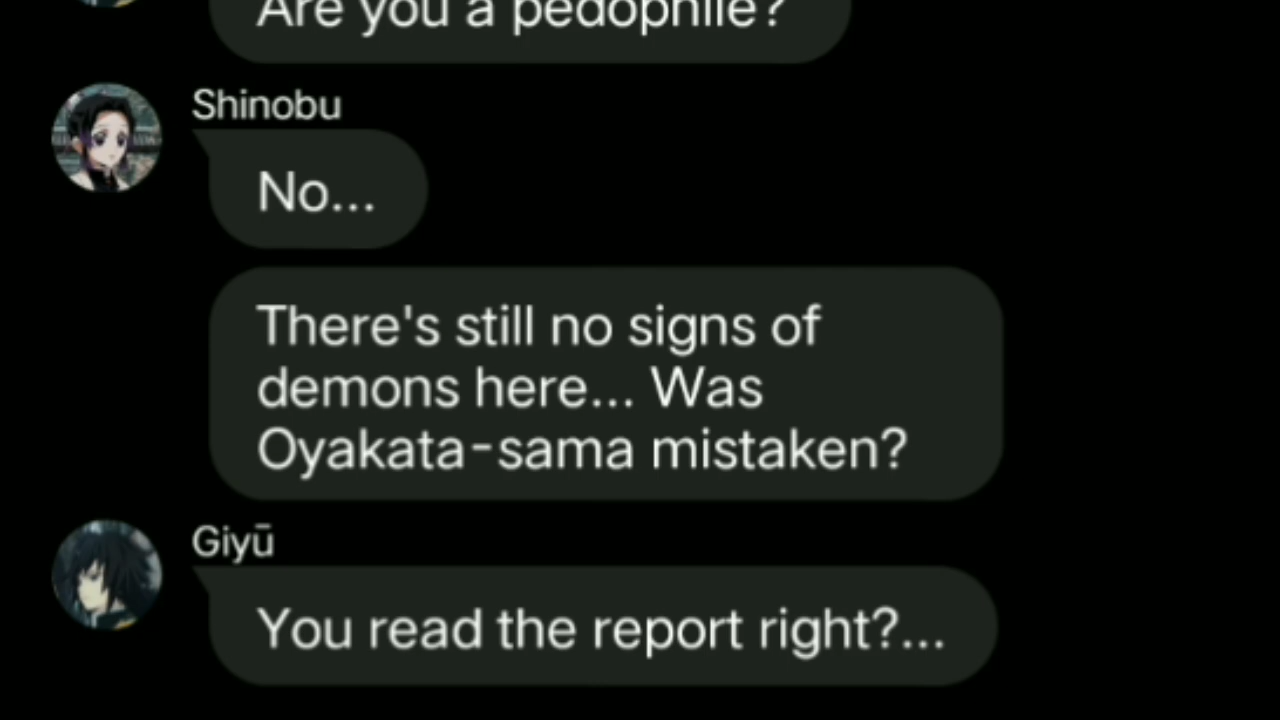 Are you a pedophile?
Shinobu
No...
There's still no signs of
demons here... Was
Oyakata-sama mistaken?
Giyū
You read the report right?...